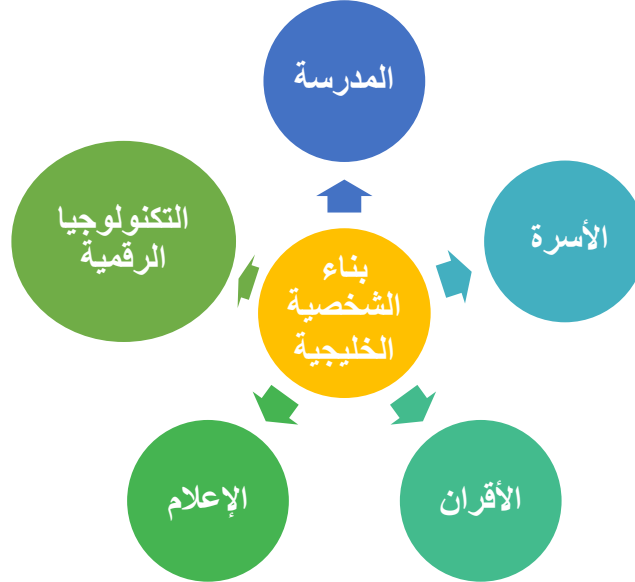 المدرسة
التكنولوجيا
الرقمية
الأسرة
بناء
الشخصية
الخليجية
الإعلام
الأقران